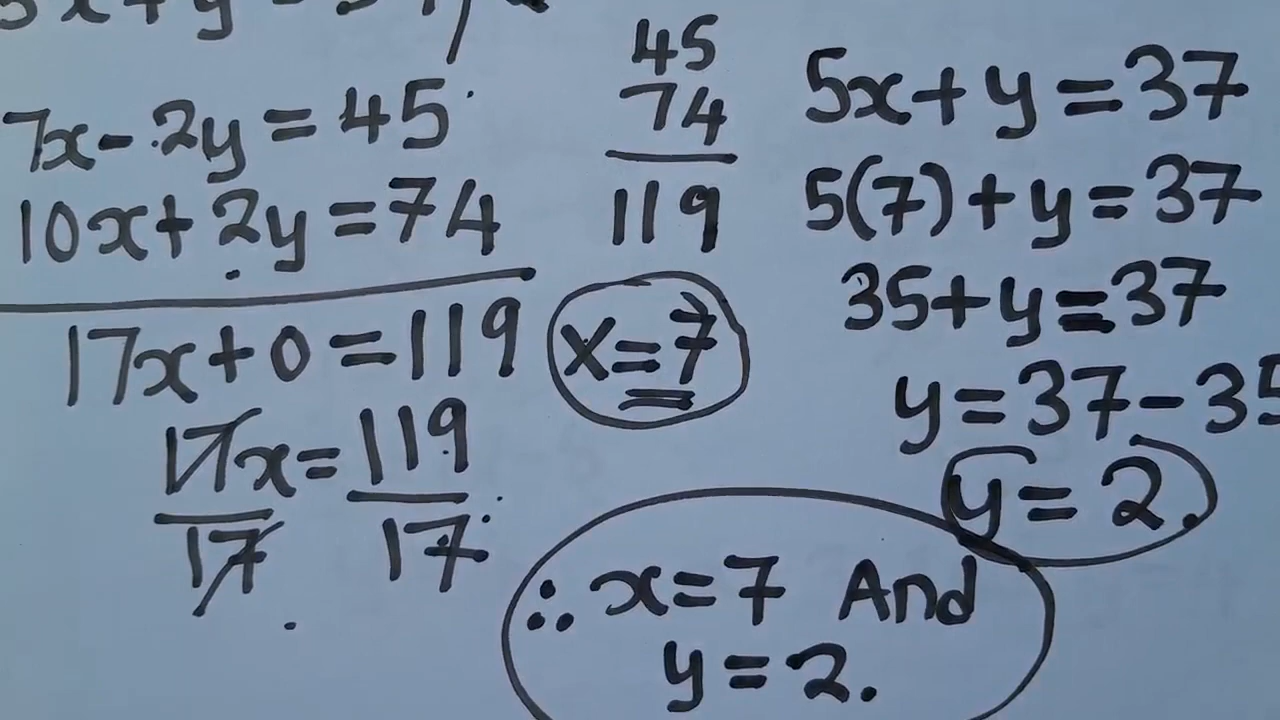 7x - 2y = 45
10x + 2y = 74
17x + 0 = 119
17x = 119
17 17
45
74
119
x = 7
5x + y = 37
5(7) + y = 37
35 + y = 37
y = 37 - 35
y = 2.
∴ x = 7 And
y = 2.